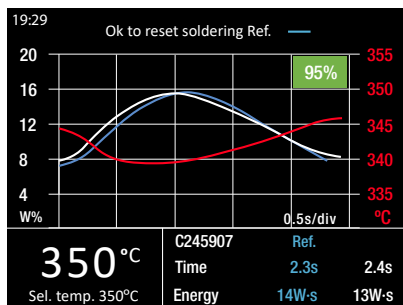 19:29
Ok to reset soldering Ref.
20
16
12
8
4
W%
95%
355
350
345
340
335
ºC
0.5s/div
350°C
Sel. temp. 350ºC
C245907 Ref.
Time 2.3s 2.4s
Energy 14W·s 13W·s